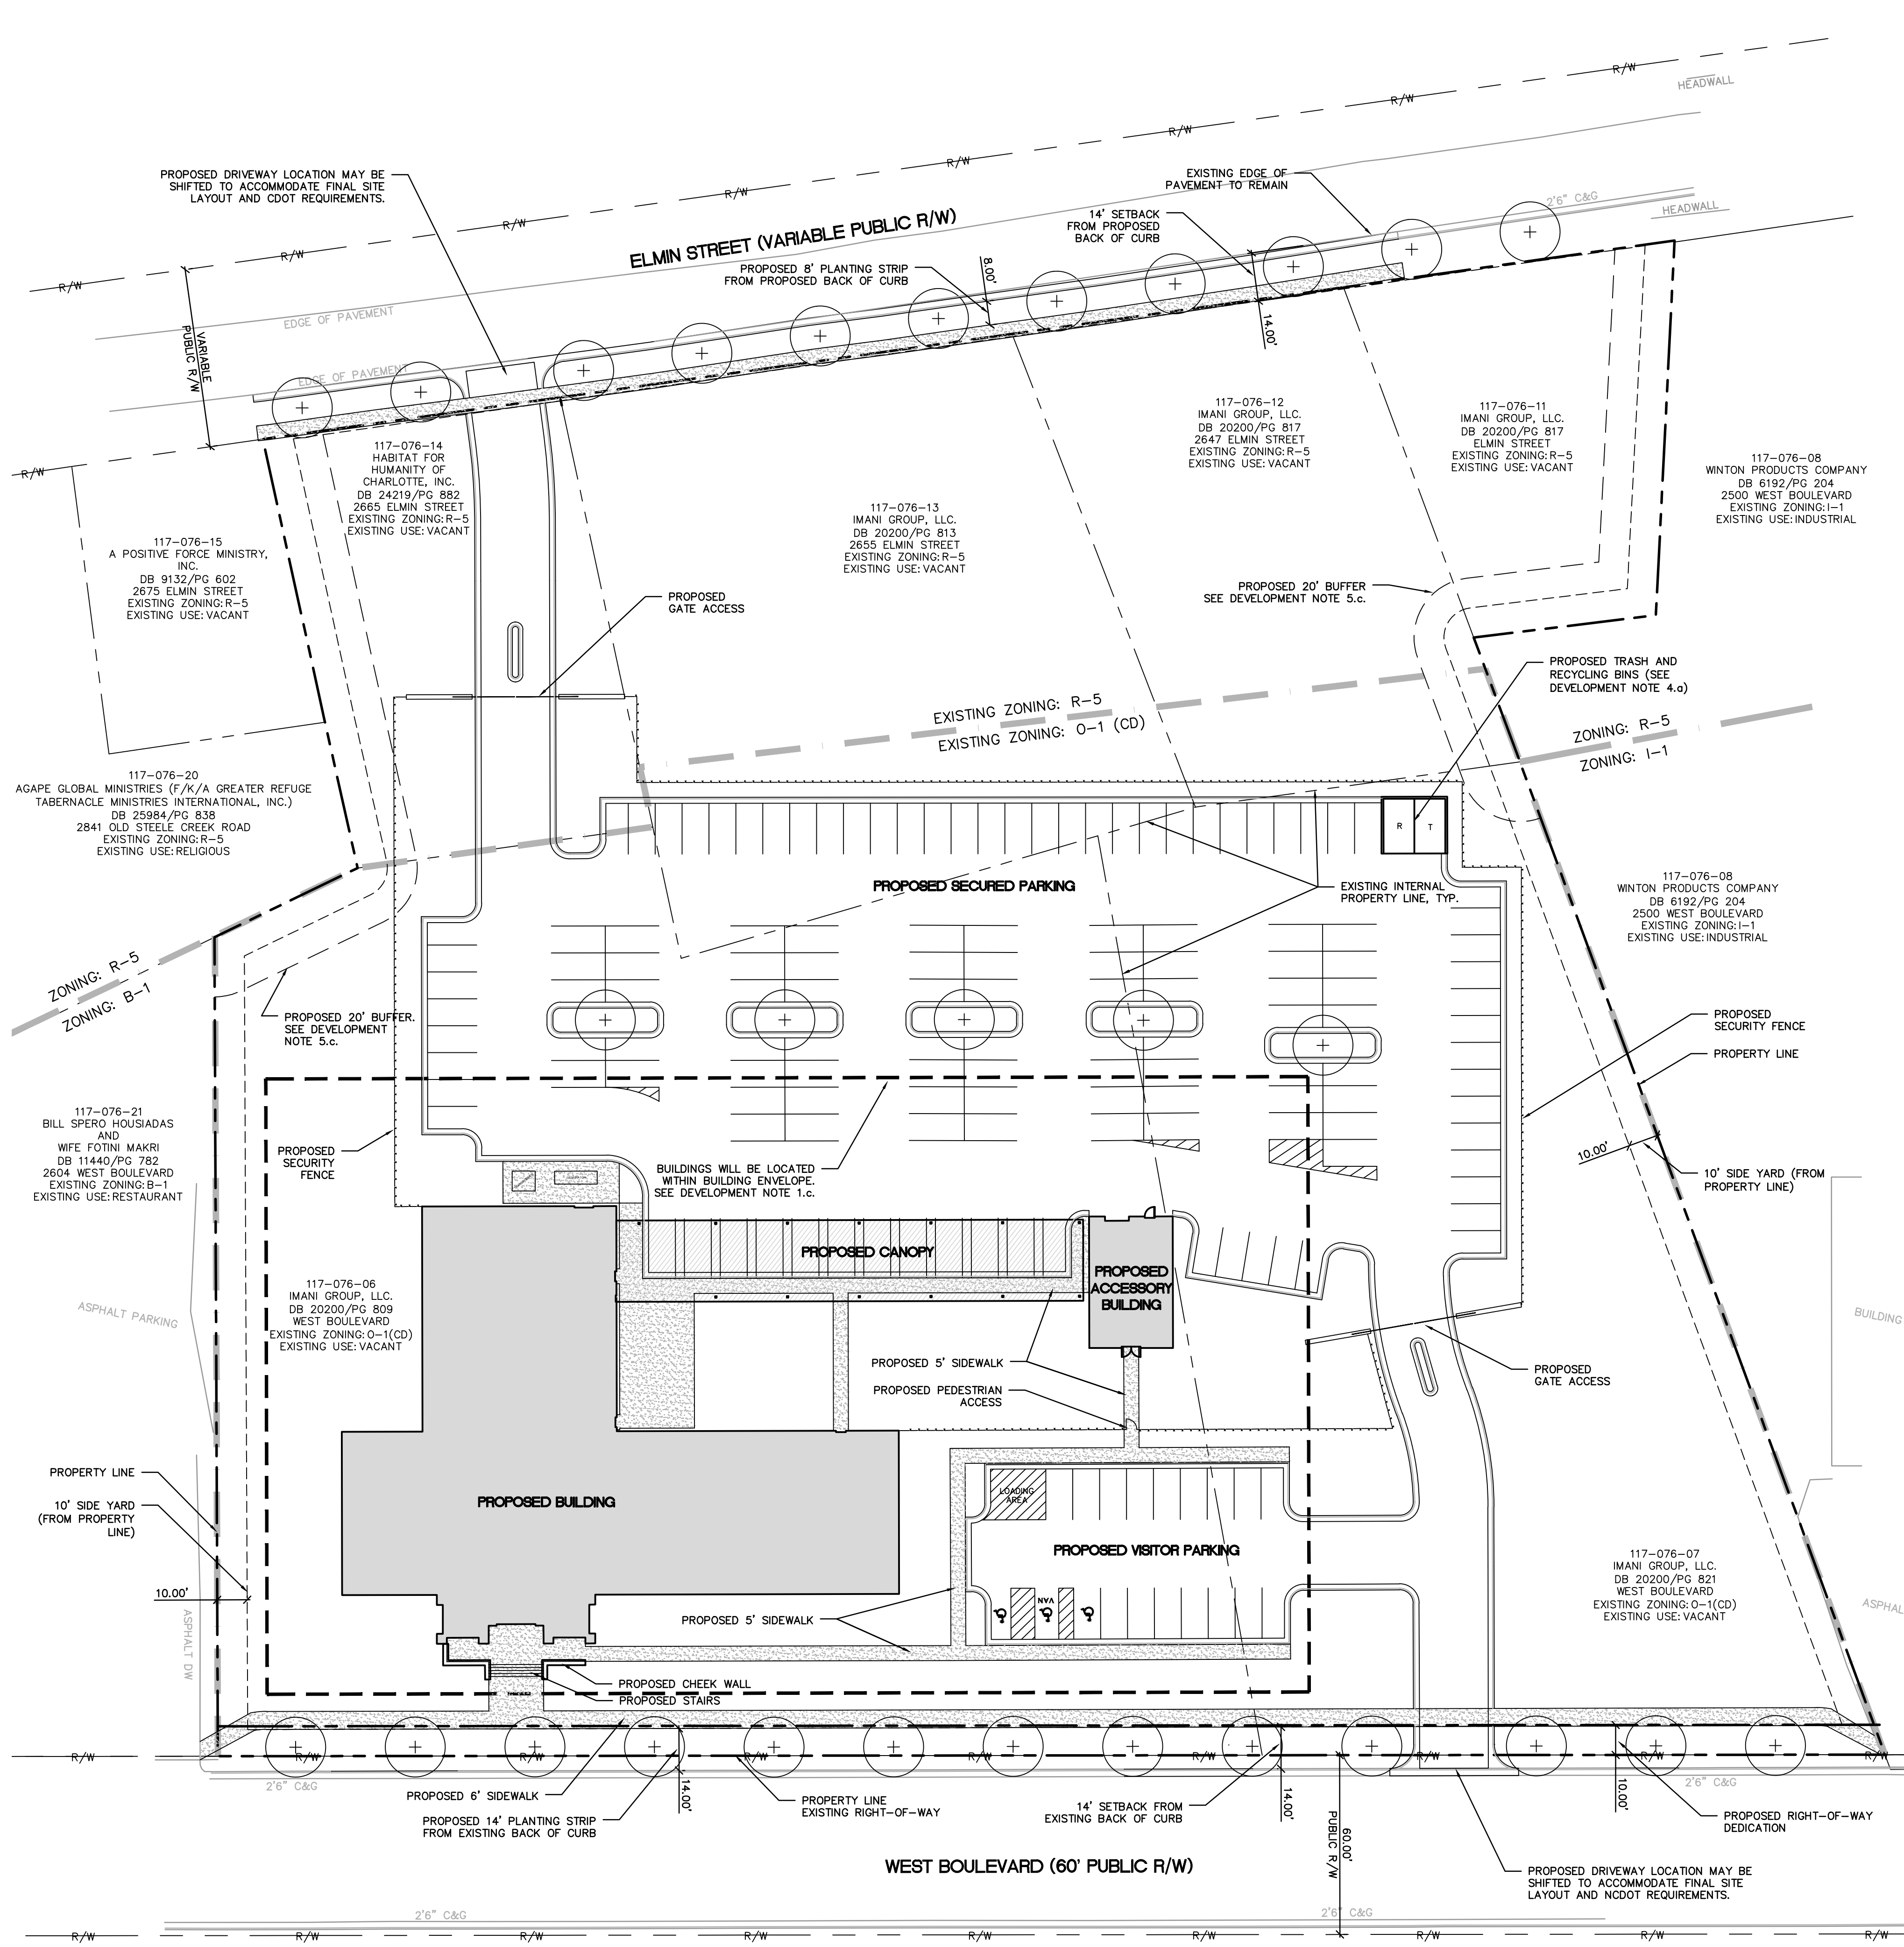 R/W
R/W
R/W
R/W
R/W
R/W
R/W
R/W
HEADWALL
PROPOSED DRIVEWAY LOCATION MAY BE
SHIFTED TO ACCOMMODATE FINAL SITE
LAYOUT AND CDOT REQUIREMENTS.
EXISTING EDGE OF
PAVEMENT TO REMAIN
2'6" C&G
HEADWALL
14' SETBACK
FROM PROPOSED
BACK OF CURB
ELMIN STREET (VARIABLE PUBLIC R/W)
PROPOSED 8' PLANTING STRIP
FROM PROPOSED BACK OF CURB
8.00'
14.00'
EDGE OF PAVEMENT
EDGE OF PAVEMENT
VARIABLE
PUBLIC R/W
R/W
117-076-14
HABITAT FOR
HUMANITY OF
CHARLOTTE, INC.
DB 24219/PG 882
2665 ELMIN STREET
EXISTING ZONING: R-5
EXISTING USE: VACANT
117-076-12
IMANI GROUP, LLC.
DB 20200/PG 817
2647 ELMIN STREET
EXISTING ZONING: R-5
EXISTING USE: VACANT
117-076-11
IMANI GROUP, LLC.
DB 20200/PG 817
ELMIN STREET
EXISTING ZONING: R-5
EXISTING USE: VACANT
117-076-08
WINTON PRODUCTS COMPANY
DB 6192/PG 204
2500 WEST BOULEVARD
EXISTING ZONING: I-1
EXISTING USE: INDUSTRIAL
117-076-13
IMANI GROUP, LLC.
DB 20200/PG 813
2655 ELMIN STREET
EXISTING ZONING: R-5
EXISTING USE: VACANT
117-076-15
A POSITIVE FORCE MINISTRY,
INC.
DB 9132/PG 602
2675 ELMIN STREET
EXISTING ZONING: R-5
EXISTING USE: VACANT
PROPOSED
GATE ACCESS
PROPOSED 20' BUFFER
SEE DEVELOPMENT NOTE 5.c.
PROPOSED TRASH AND
RECYCLING BINS (SEE
DEVELOPMENT NOTE 4.a)
EXISTING ZONING: R-5
EXISTING ZONING: O-1 (CD)
ZONING: R-5
ZONING: I-1
117-076-20
AGAPE GLOBAL MINISTRIES (F/K/A GREATER REFUGE
TABERNACLE MINISTRIES INTERNATIONAL, INC.)
DB 25984/PG 838
2841 OLD STEELE CREEK ROAD
EXISTING ZONING: R-5
EXISTING USE: RELIGIOUS
R T
PROPOSED SECURED PARKING
EXISTING INTERNAL
PROPERTY LINE, TYP.
117-076-08
WINTON PRODUCTS COMPANY
DB 6192/PG 204
2500 WEST BOULEVARD
EXISTING ZONING: I-1
EXISTING USE: INDUSTRIAL
ZONING: R-5
ZONING: B-1
PROPOSED 20' BUFFER.
SEE DEVELOPMENT
NOTE 5.c.
PROPOSED
SECURITY FENCE
PROPERTY LINE
117-076-21
BILL SPERO HOUSIADAS
AND
WIFE FOTINI MAKRI
DB 11440/PG 782
2604 WEST BOULEVARD
EXISTING ZONING: B-1
EXISTING USE: RESTAURANT
PROPOSED
SECURITY
FENCE
BUILDINGS WILL BE LOCATED
WITHIN BUILDING ENVELOPE.
SEE DEVELOPMENT NOTE 1.c.
10.00'
10' SIDE YARD (FROM
PROPERTY LINE)
PROPOSED CANOPY
PROPOSED
ACCESSORY
BUILDING
117-076-06
IMANI GROUP, LLC.
DB 20200/PG 809
WEST BOULEVARD
EXISTING ZONING: O-1(CD)
EXISTING USE: VACANT
ASPHALT PARKING
BUILDING
PROPOSED 5' SIDEWALK
PROPOSED PEDESTRIAN
ACCESS
PROPOSED
GATE ACCESS
PROPERTY LINE
10' SIDE YARD
(FROM PROPERTY
LINE)
PROPOSED BUILDING
LOADING
AREA
PROPOSED VISITOR PARKING
VAN
117-076-07
IMANI GROUP, LLC.
DB 20200/PG 821
WEST BOULEVARD
EXISTING ZONING: O-1(CD)
EXISTING USE: VACANT
10.00'
ASPHALT DW
PROPOSED 5' SIDEWALK
PROPOSED CHEEK WALL
PROPOSED STAIRS
R/W
R/W
R/W
R/W
R/W
R/W
R/W
R/W
R/W
2'6" C&G
2'6" C&G
PROPOSED 6' SIDEWALK
PROPOSED 14' PLANTING STRIP
FROM EXISTING BACK OF CURB
14.00'
PROPERTY LINE
EXISTING RIGHT-OF-WAY
14' SETBACK FROM
EXISTING BACK OF CURB
14.00'
60.00'
PUBLIC R/W
10.00'
PROPOSED RIGHT-OF-WAY
DEDICATION
WEST BOULEVARD (60' PUBLIC R/W)
PROPOSED DRIVEWAY LOCATION MAY BE
SHIFTED TO ACCOMMODATE FINAL SITE
LAYOUT AND NCDOT REQUIREMENTS.
2'6" C&G
2'6" C&G
R/W
R/W
R/W
R/W
R/W
R/W
R/W
R/W
R/W